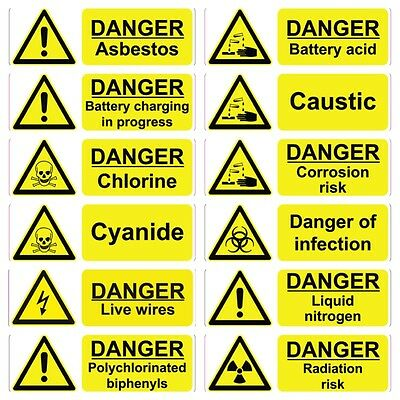 DANGER
Asbestos
DANGER
Battery acid
DANGER
Battery charging
in progress
Caustic
DANGER
Chlorine
DANGER
Corrosion
risk
Cyanide
Danger of
infection
DANGER
Live wires
DANGER
Liquid
nitrogen
DANGER
Polychlorinated
biphenyls
DANGER
Radiation
risk